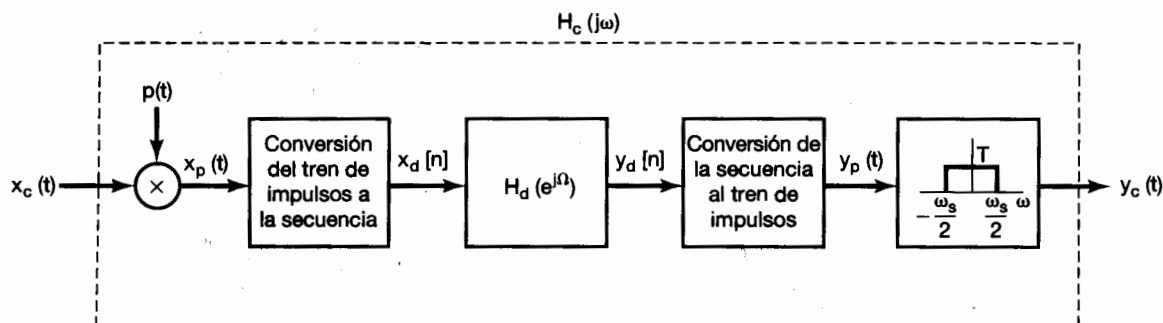 H_c (jω)
p(t)
x_c (t)
×
x_p (t)
Conversión
del tren de
impulsos a
la secuencia
x_d [n]
H_d (e^{jΩ})
y_d [n]
Conversión de
la secuencia
al tren de
impulsos
y_p (t)
T
-ω_s/2 ω_s/2 ω
y_c (t)